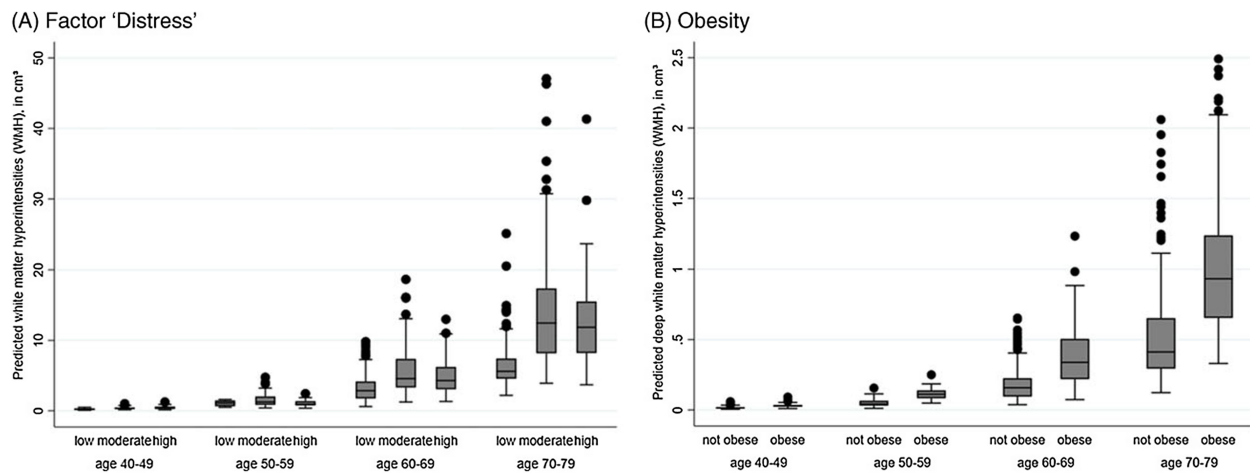 (A) Factor ‘Distress’
Predicted white matter hyperintensities (WMH), in cm³
50
40
30
20
10
0
low moderatehigh
low moderatehigh
low moderatehigh
low moderatehigh
age 40-49
age 50-59
age 60-69
age 70-79
(B) Obesity
Predicted deep white matter hyperintensities (WMH), in cm³
2.5
2
1.5
1
.5
0
not obese obese
not obese obese
not obese obese
not obese obese
age 40-49
age 50-59
age 60-69
age 70-79